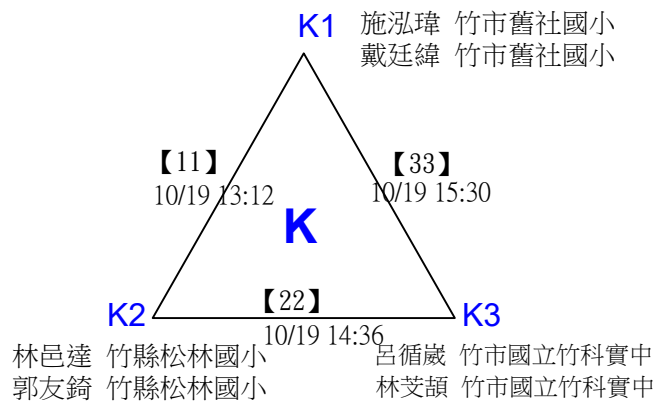 K1
施泓瑋 竹市舊社國小
戴廷緯 竹市舊社國小
【11】
10/19 13:12
【33】
10/19 15:30
K
K2
【22】
10/19 14:36
K3
林邑達 竹縣松林國小
郭友錡 竹縣松林國小
呂循崴 竹市國立竹科實中
林芠頡 竹市國立竹科實中